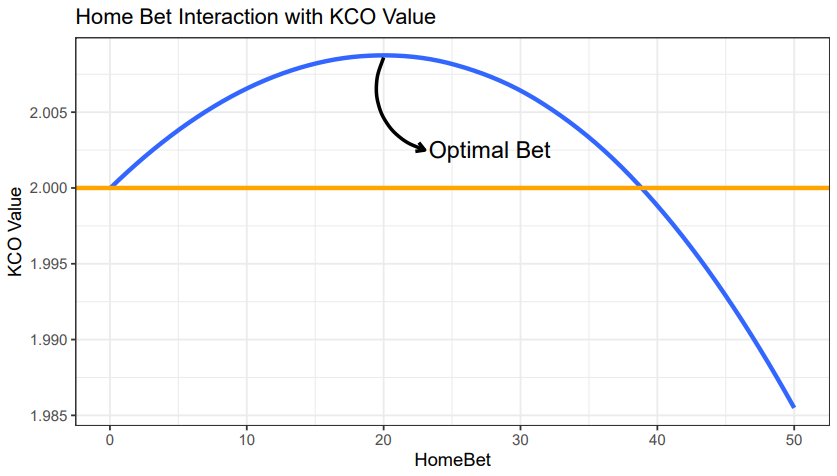 Home Bet Interaction with KCO Value
KCO Value
2.005
2.000
1.995
1.990
1.985
Optimal Bet
0 10 20 30 40 50
HomeBet